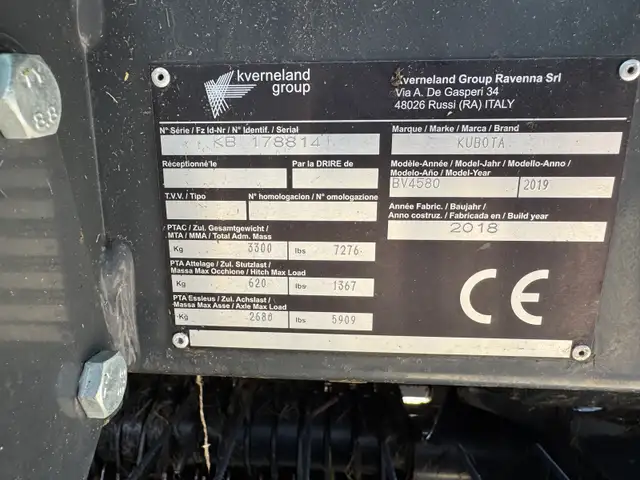 kverneland
group
Kverneland Group Ravenna Srl
Via A. De Gasperi 34
48026 Russi (RA) ITALY
N° Série / Fz Id-Nr / N° Identif. / Serial
KB 178814
Marque / Marke / Marca / Brand
KUBOTA
Réceptionné le
Par la DRIRE de
Modèle-Année / Model-Jahr / Modello-Anno /
Modelo-Año / Model-Year
BV4580
2019
T.V.V. / Tipo
N° homologacion / N° omologazione
Année Fabric. / Baujahr /
Anno costruz. / Fabricada en / Build year
2018
PTAC / Zul. Gesamtgewicht /
MTA / MMA / Total Adm. Mass
Kg 3300 lbs 7276
PTA Attelage / Zul. Stutzlast /
Massa Max Occhione / Hitch Max Load
Kg 620 lbs 1367
PTA Essieus / Zul. Achslast /
Massa Max Asse / Axle Max Load
Kg 2680 lbs 5909
CE
8.8